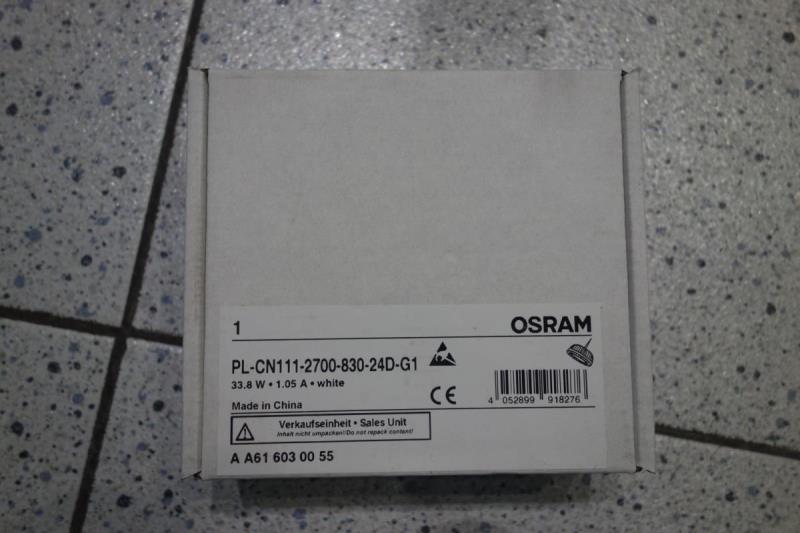 1
OSRAM
PL-CN111-2700-830-24D-G1
33.8 W • 1.05 A • white
CE
4 052899 918276
Made in China
Verkaufseinheit • Sales Unit
Inhalt nicht umpacken!/Do not repack content!
A A61 603 00 55